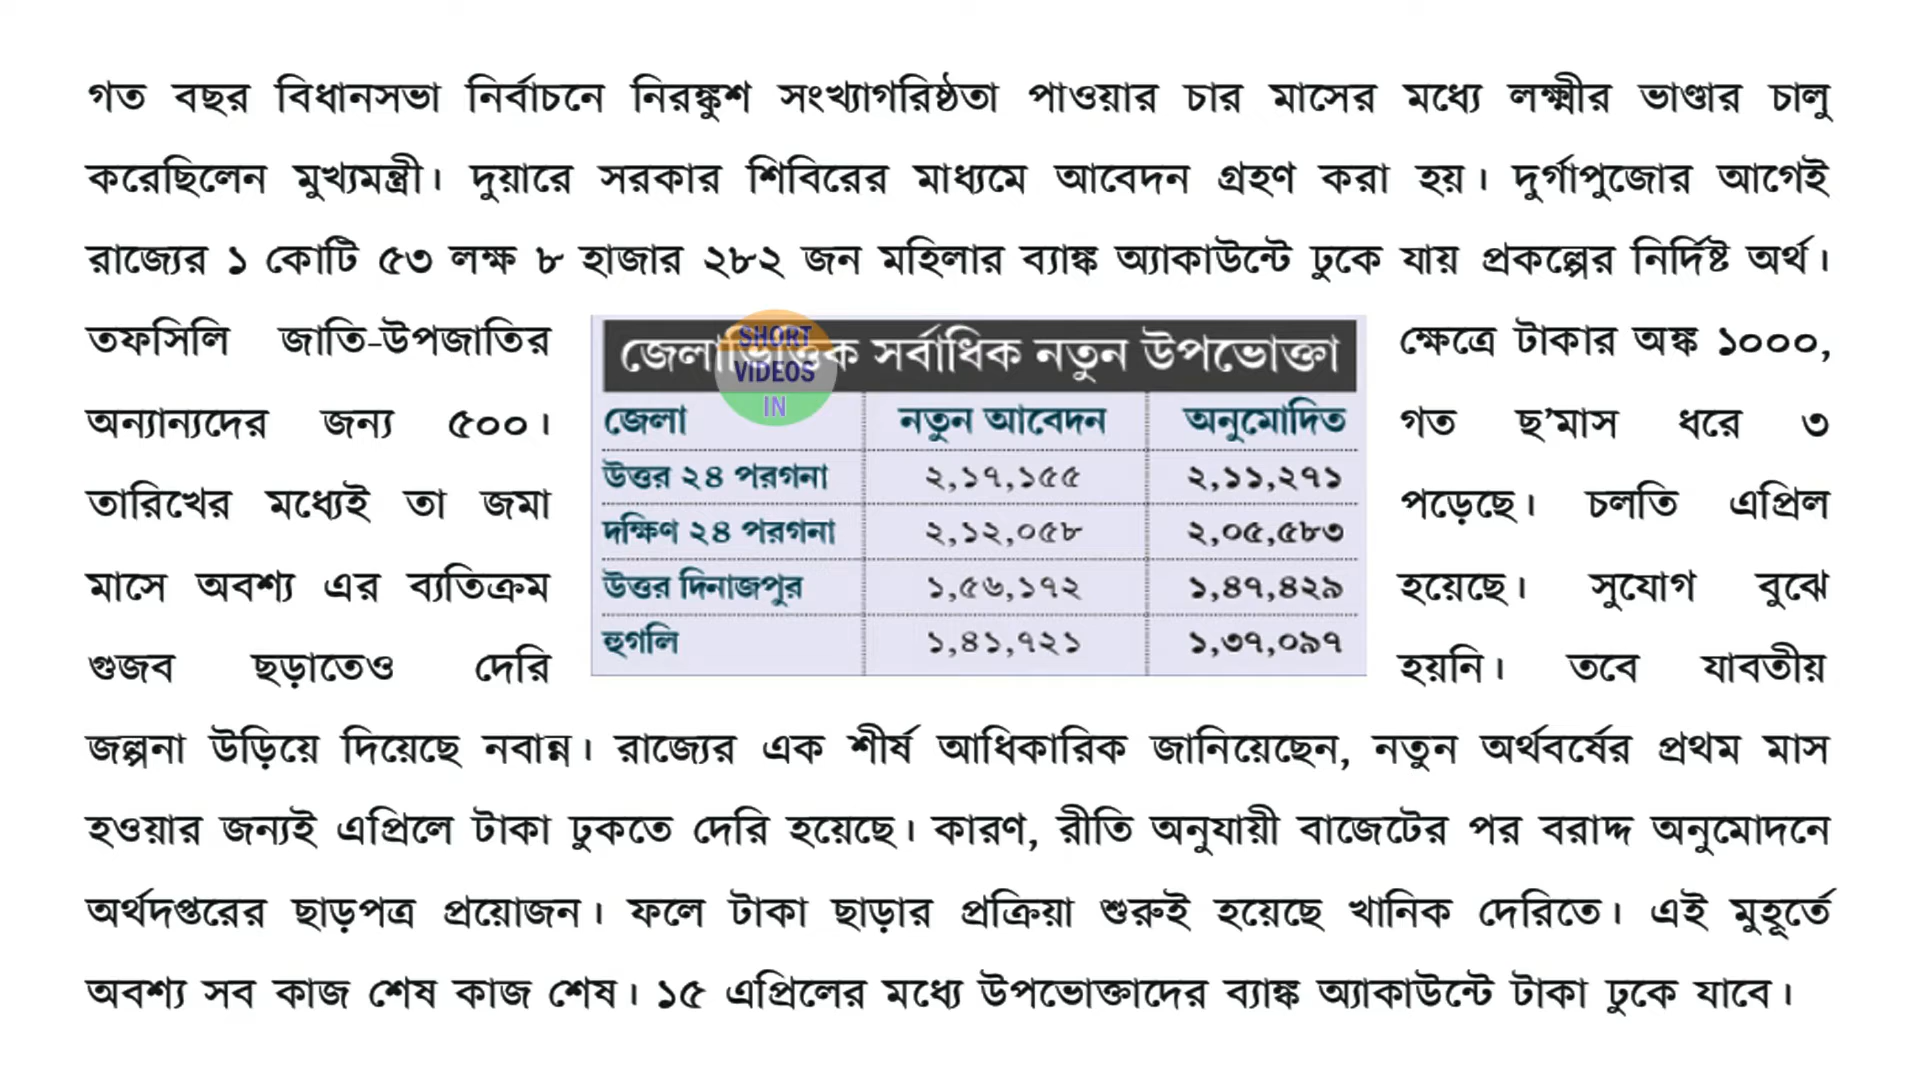 গত বছর বিধানসভা নির্বাচনে নিরঙ্কুশ সংখ্যাগরিষ্ঠতা পাওয়ার চার মাসের মধ্যে লক্ষ্মীর ভাণ্ডার চালু
করেছিলেন মুখ্যমন্ত্রী। দুয়ারে সরকার শিবিরের মাধ্যমে আবেদন গ্রহণ করা হয়। দুর্গাপুজোর আগেই
রাজ্যের ১ কোটি ৫৩ লক্ষ ৮ হাজার ২৮২ জন মহিলার ব্যাঙ্ক অ্যাকাউন্টে ঢুকে যায় প্রকল্পের নির্দিষ্ট অর্থ।
তফসিলি জাতি-উপজাতির ক্ষেত্রে টাকার অঙ্ক ১০০০,
অন্যান্যদের জন্য ৫০০। গত ছ’মাস ধরে ৩
তারিখের মধ্যেই তা জমা পড়েছে। চলতি এপ্রিল
মাসে অবশ্য এর ব্যতিক্রম হয়েছে। সুযোগ বুঝে
গুজব ছড়াতেও দেরি হয়নি। তবে যাবতীয়
জল্পনা উড়িয়ে দিয়েছে নবান্ন। রাজ্যের এক শীর্ষ আধিকারিক জানিয়েছেন, নতুন অর্থবর্ষের প্রথম মাস
হওয়ার জন্যই এপ্রিলে টাকা ঢুকতে দেরি হয়েছে। কারণ, রীতি অনুযায়ী বাজেটের পর বরাদ্দ অনুমোদনে
অর্থদপ্তরের ছাড়পত্র প্রয়োজন। ফলে টাকা ছাড়ার প্রক্রিয়া শুরুই হয়েছে খানিক দেরিতে। এই মুহূর্তে
অবশ্য সব কাজ শেষ কাজ শেষ। ১৫ এপ্রিলের মধ্যে উপভোক্তাদের ব্যাঙ্ক অ্যাকাউন্টে টাকা ঢুকে যাবে।
জেলাভিত্তিক সর্বাধিক নতুন উপভোক্তা
জেলা নতুন আবেদন অনুমোদিত
উত্তর ২৪ পরগনা ২,১৭,১৫৫ ২,১১,২৭১
দক্ষিণ ২৪ পরগনা ২,১২,০৫৮ ২,০৫,৫৮৩
উত্তর দিনাজপুর ১,৫৬,১৭২ ১,৪৭,৪২৯
হুগলি ১,৪১,৭২১ ১,৩৭,০৯৭
SHORT
VIDEOS
IN